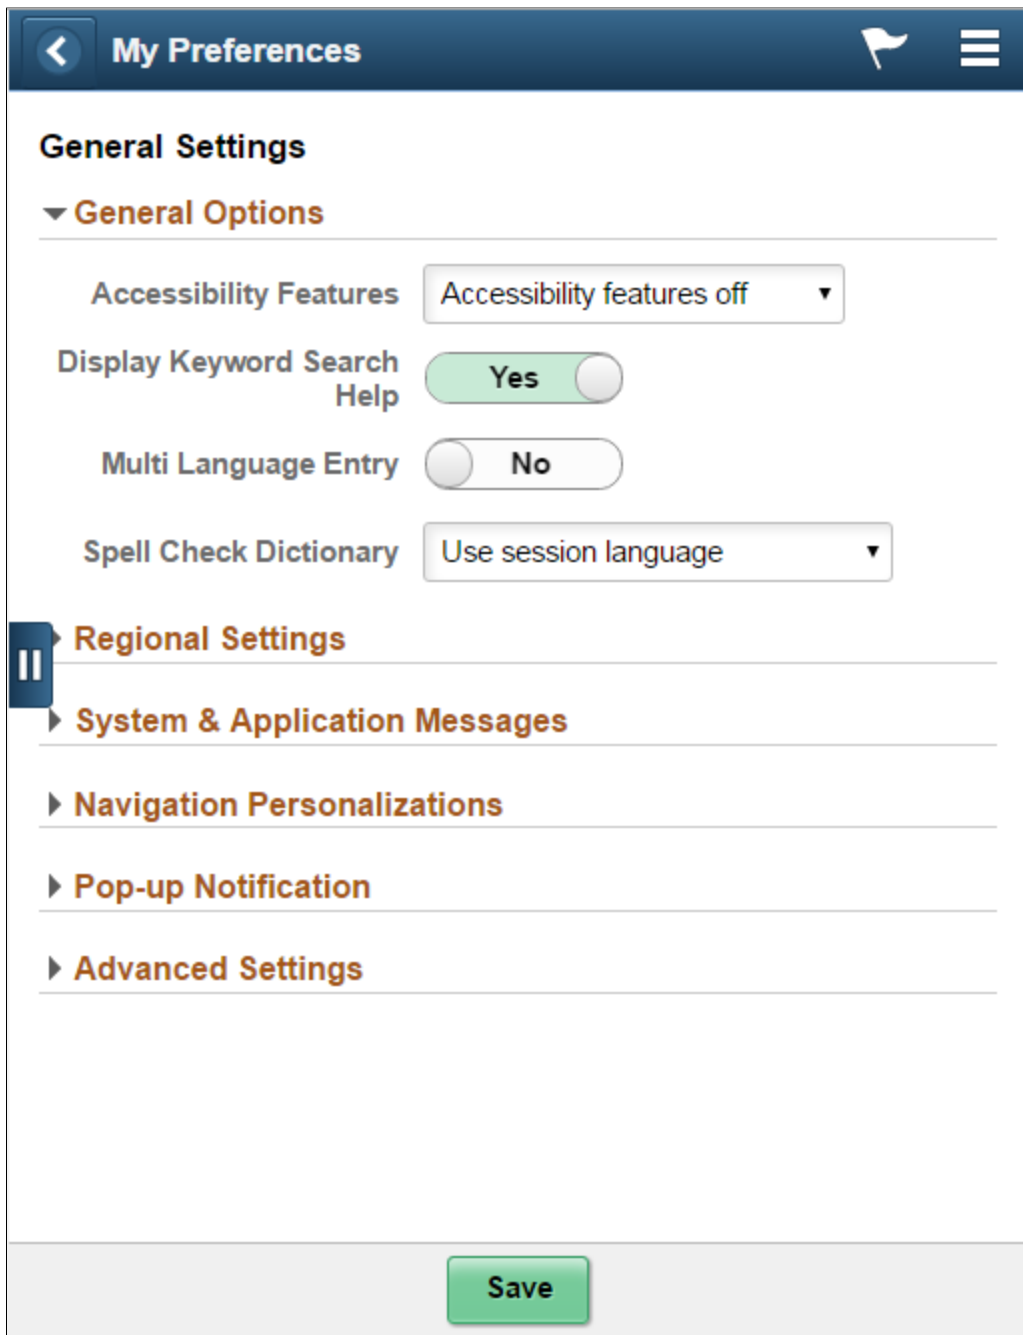 My Preferences
General Settings
General Options
Accessibility Features Accessibility features off
Display Keyword Search
Help Yes
Multi Language Entry No
Spell Check Dictionary Use session language
Regional Settings
System & Application Messages
Navigation Personalizations
Pop-up Notification
Advanced Settings
Save